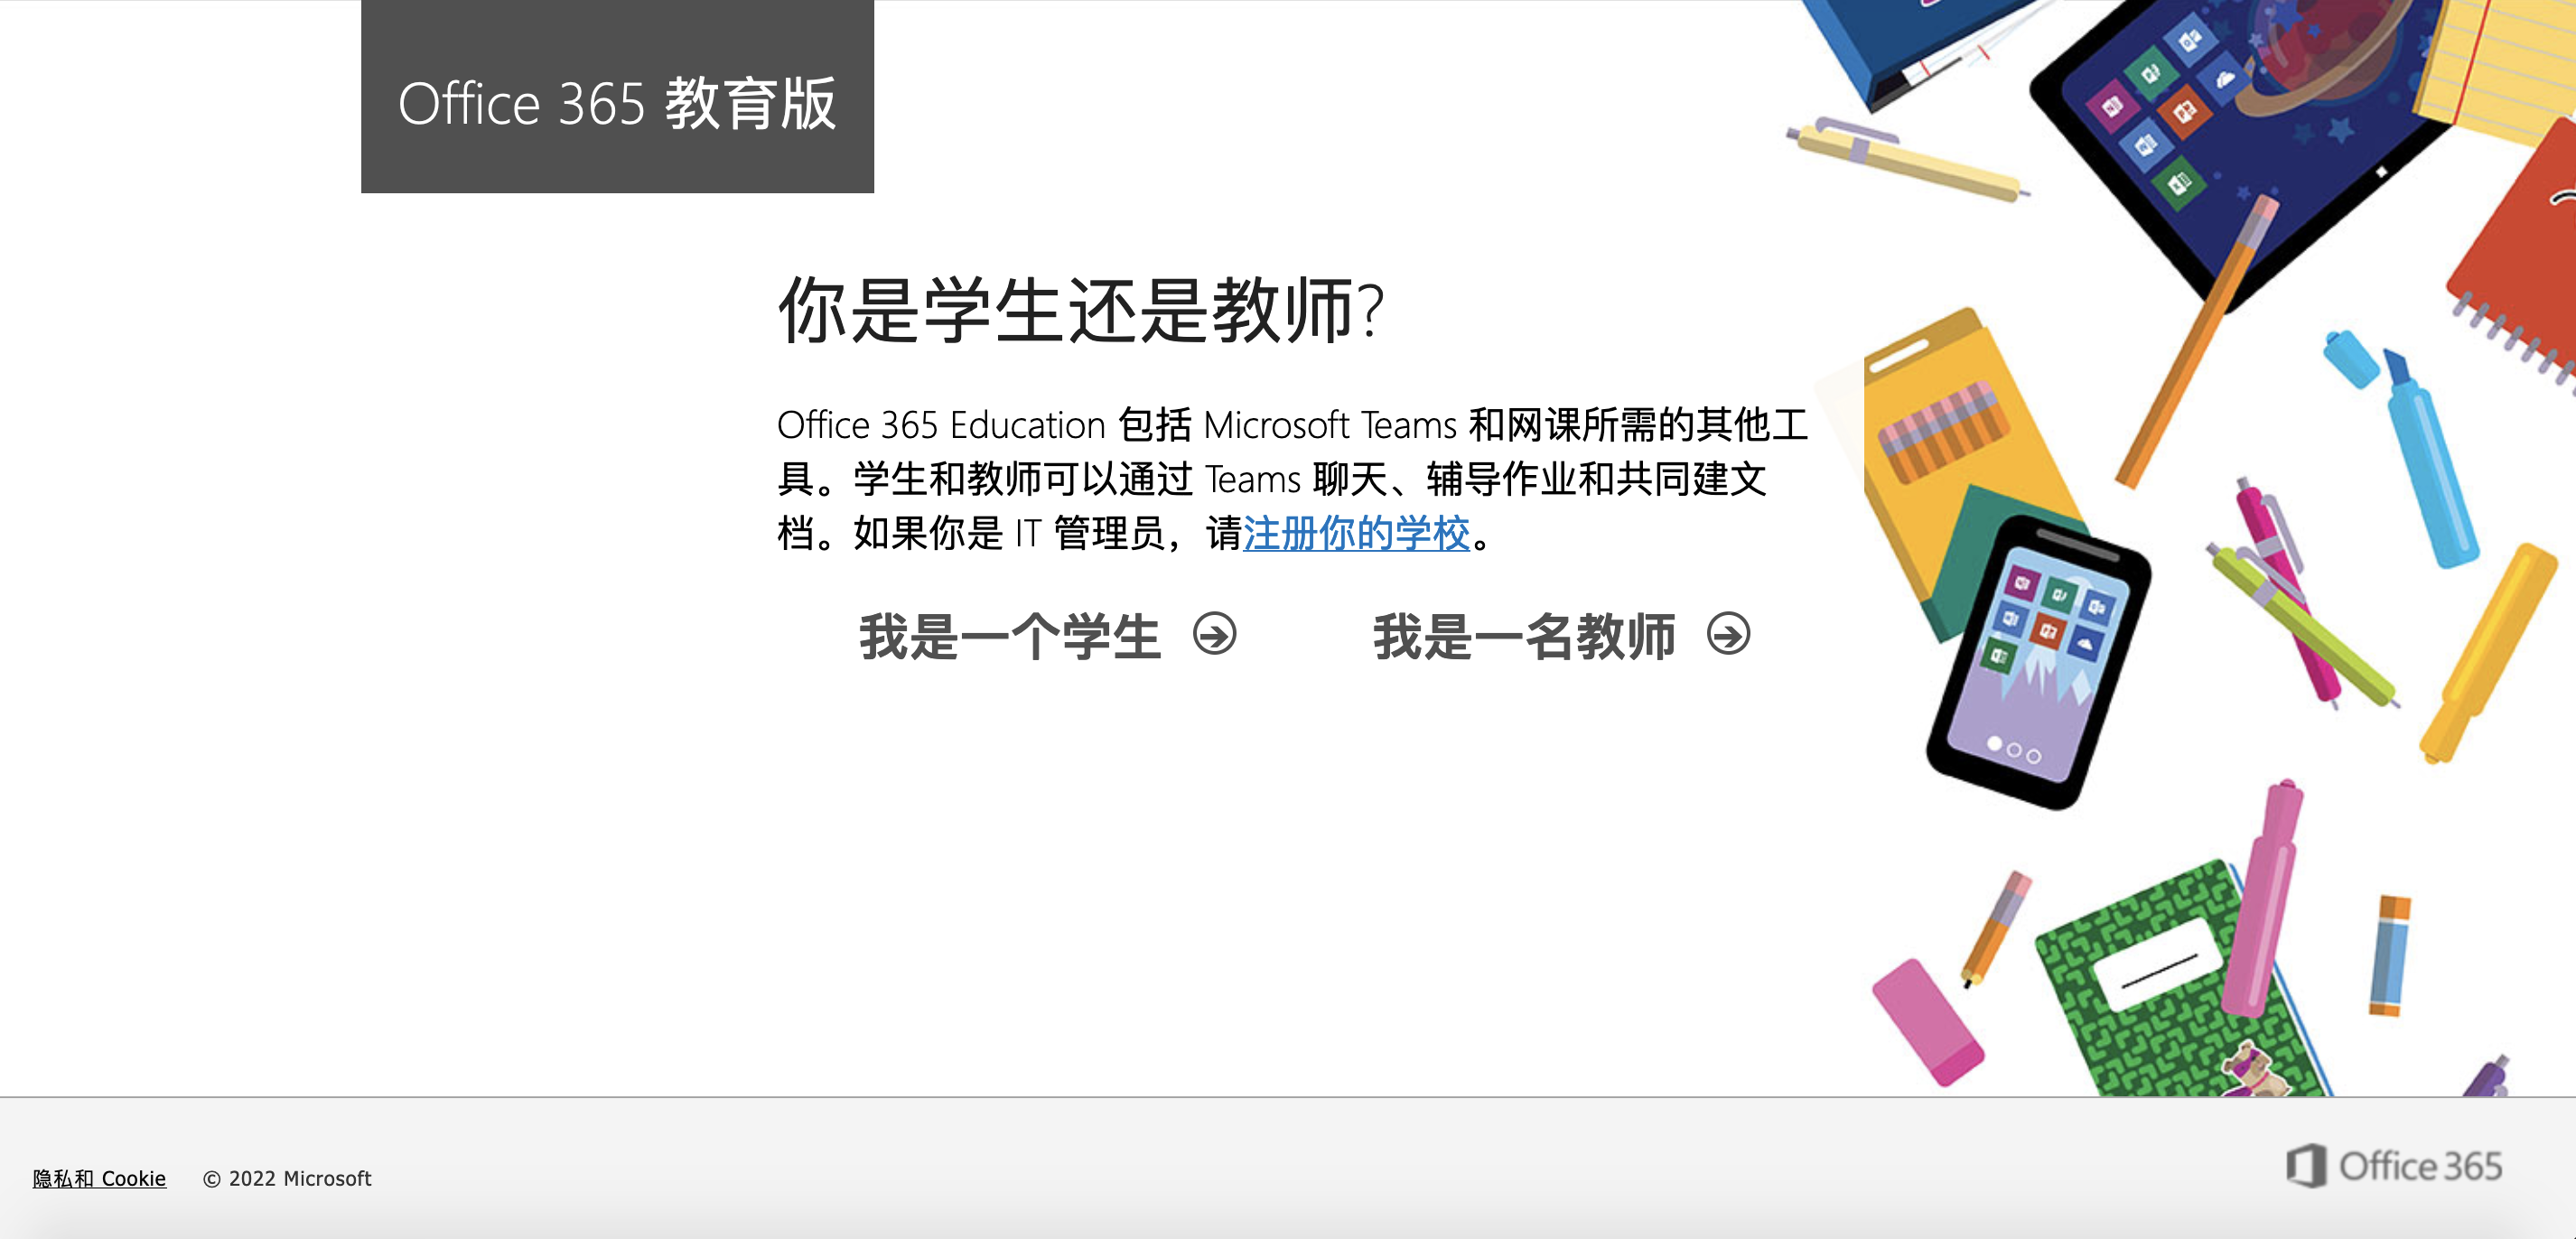 Office 365 教育版
你是学生还是教师?
Office 365 Education 包括 Microsoft Teams 和网课所需的其他工
具。学生和教师可以通过 Teams 聊天、辅导作业和共同建文
档。如果你是 IT 管理员，请注册你的学校。
我是一个学生
我是一名教师
隐私和 Cookie
© 2022 Microsoft
Office 365